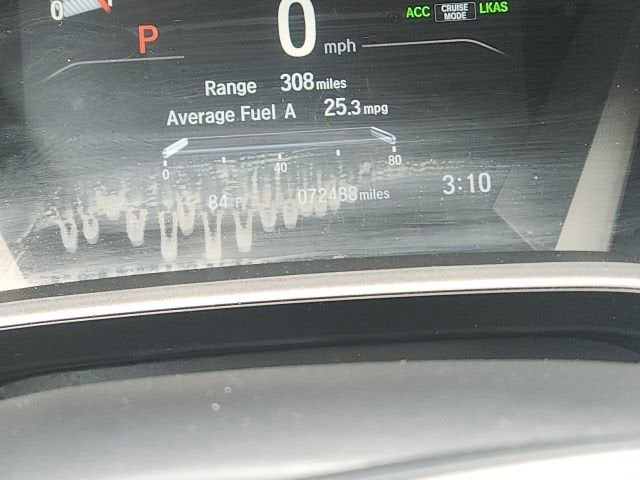 0 P 0 mph ACC CRUISE MODE LKAS
Range 308 miles
Average Fuel A 25.3 mpg
0 40 80
84 F 072488 miles 3:10